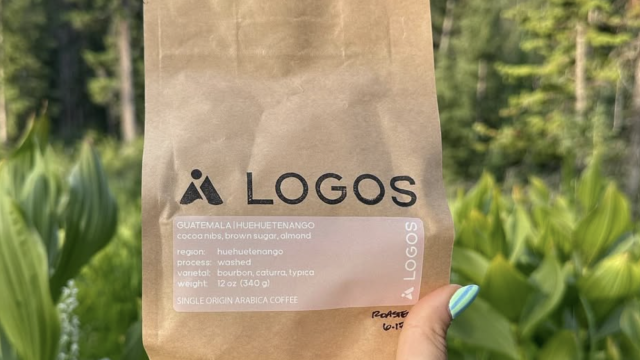 LOGOS
GUATEMALA | HUEHUETENANGO
cocoa nibs, brown sugar, almond
region: huehuetenango
process: washed
varietal: bourbon, caturra, typica
weight: 12 oz (340 g)
SINGLE ORIGIN ARABICA COFFEE
LOGOS